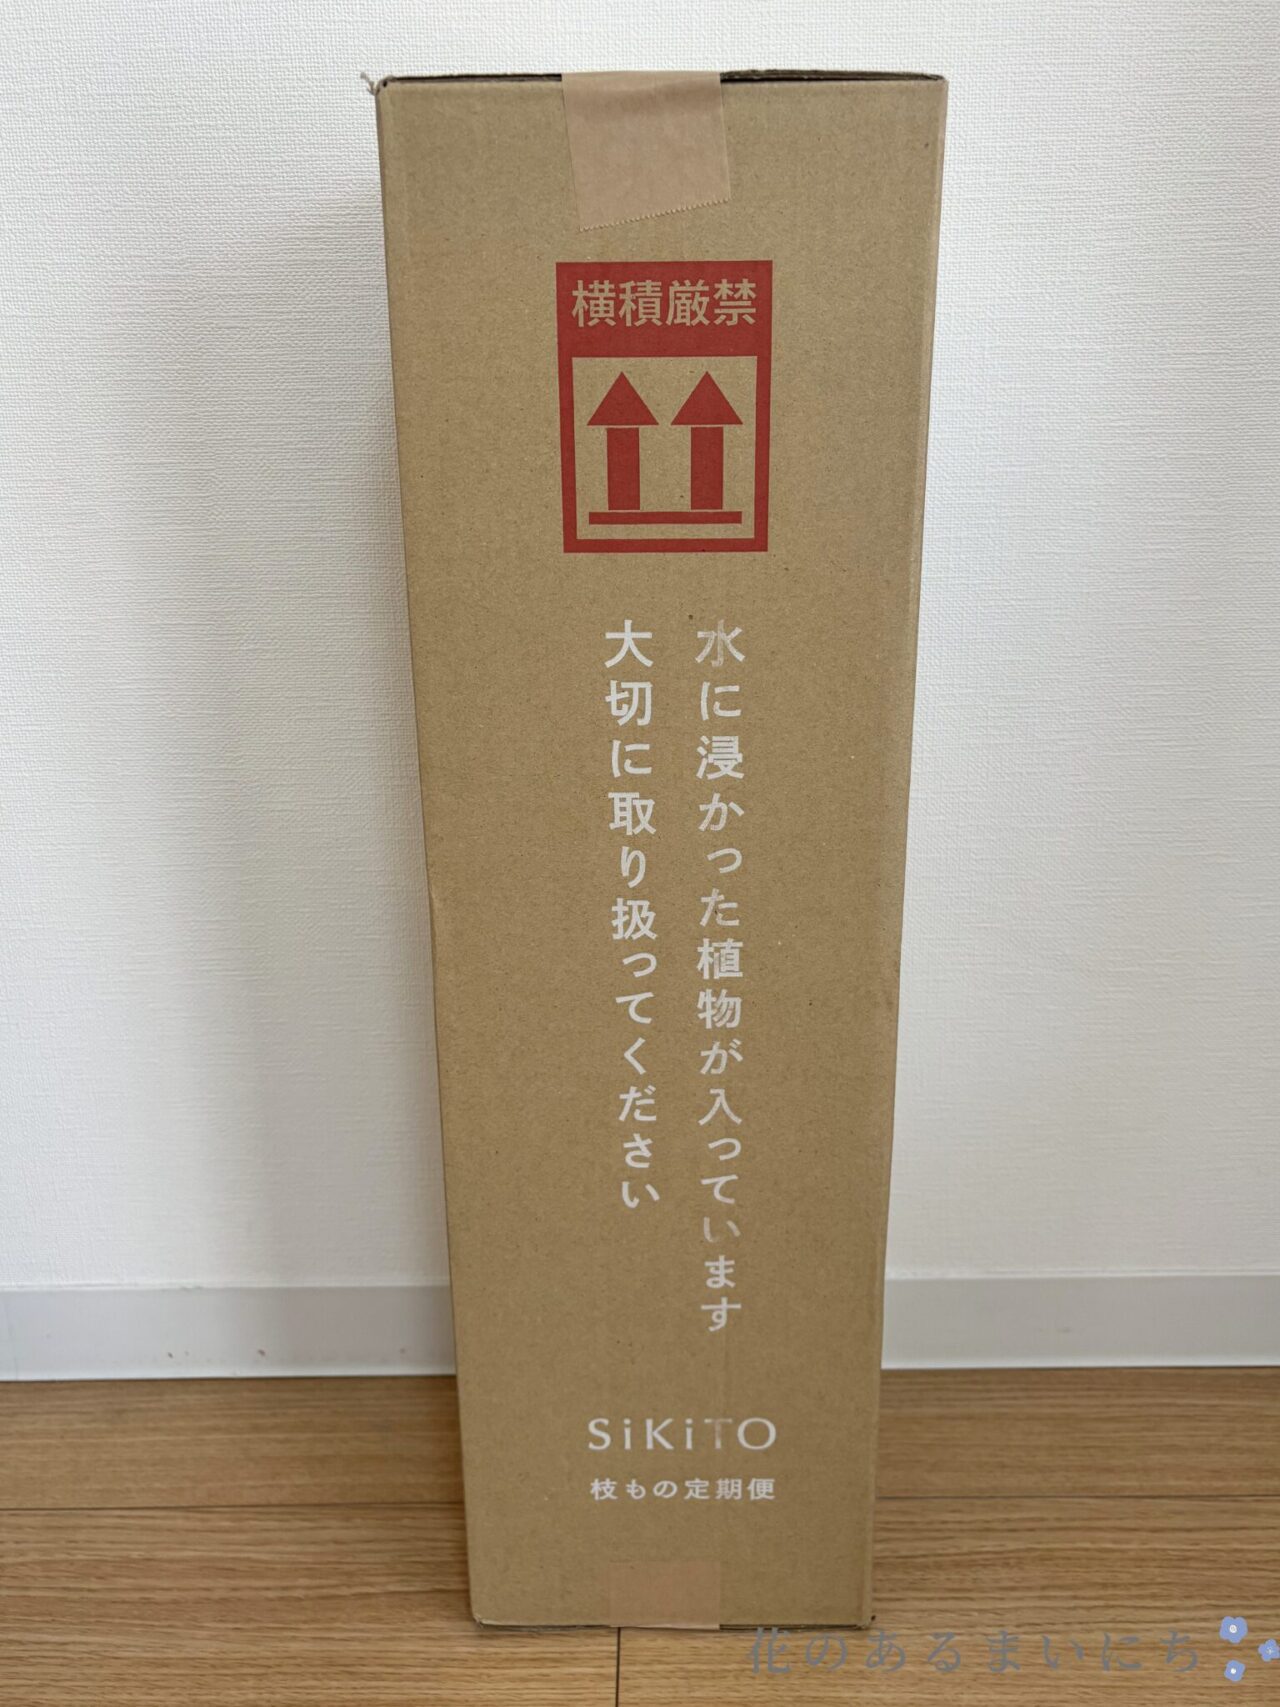 横積厳禁
水に浸かった植物が入っています
大切に取り扱ってください
SiKiTO
枝もの定期便
花のあるまいにち